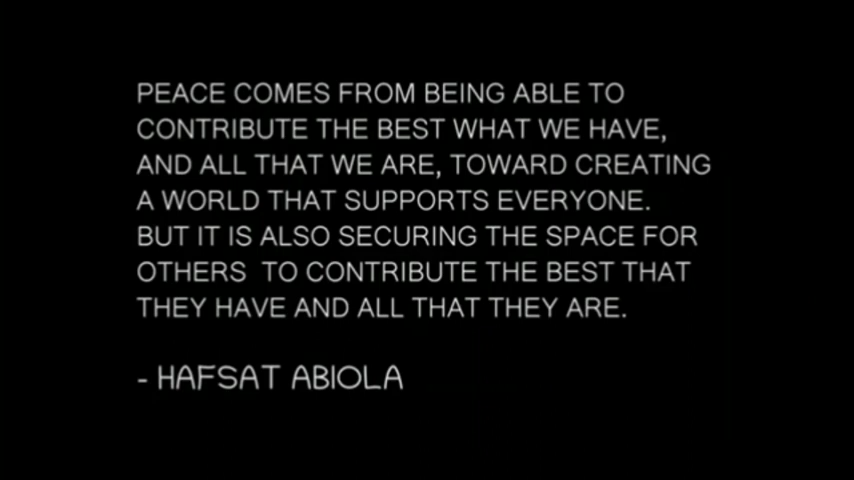 PEACE COMES FROM BEING ABLE TO
CONTRIBUTE THE BEST WHAT WE HAVE,
AND ALL THAT WE ARE, TOWARD CREATING
A WORLD THAT SUPPORTS EVERYONE.
BUT IT IS ALSO SECURING THE SPACE FOR
OTHERS  TO CONTRIBUTE THE BEST THAT
THEY HAVE AND ALL THAT THEY ARE.
- HAFSAT ABIOLA